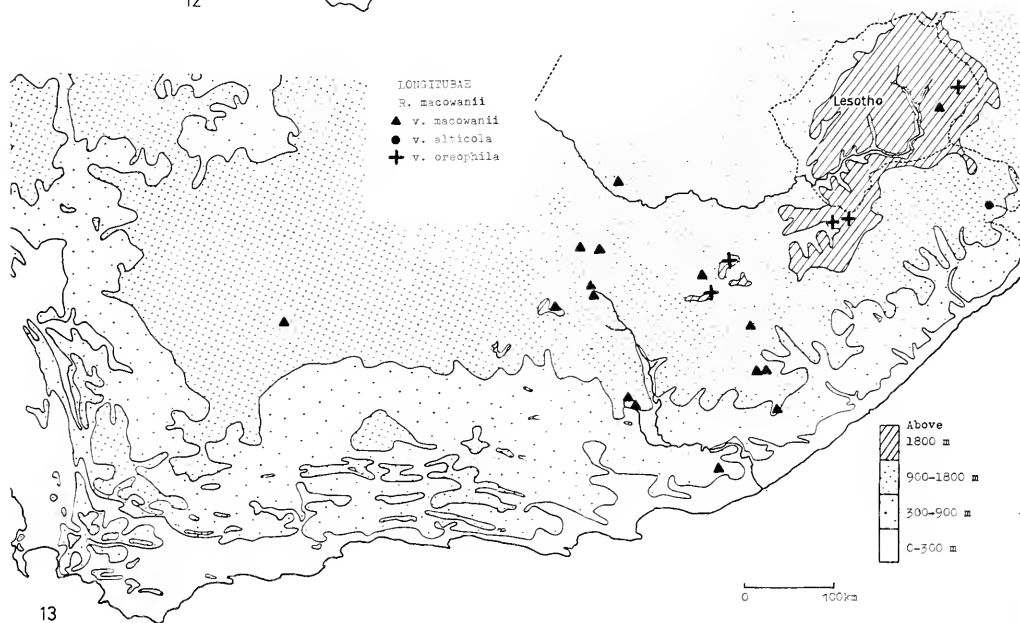 12
LONGITUBAE
R. macowanii
v. macowanii
v. alticola
v. oreophila
Lesotho
Above
1800 m
900-1800 m
300-900 m
0-300 m
0 100km
13